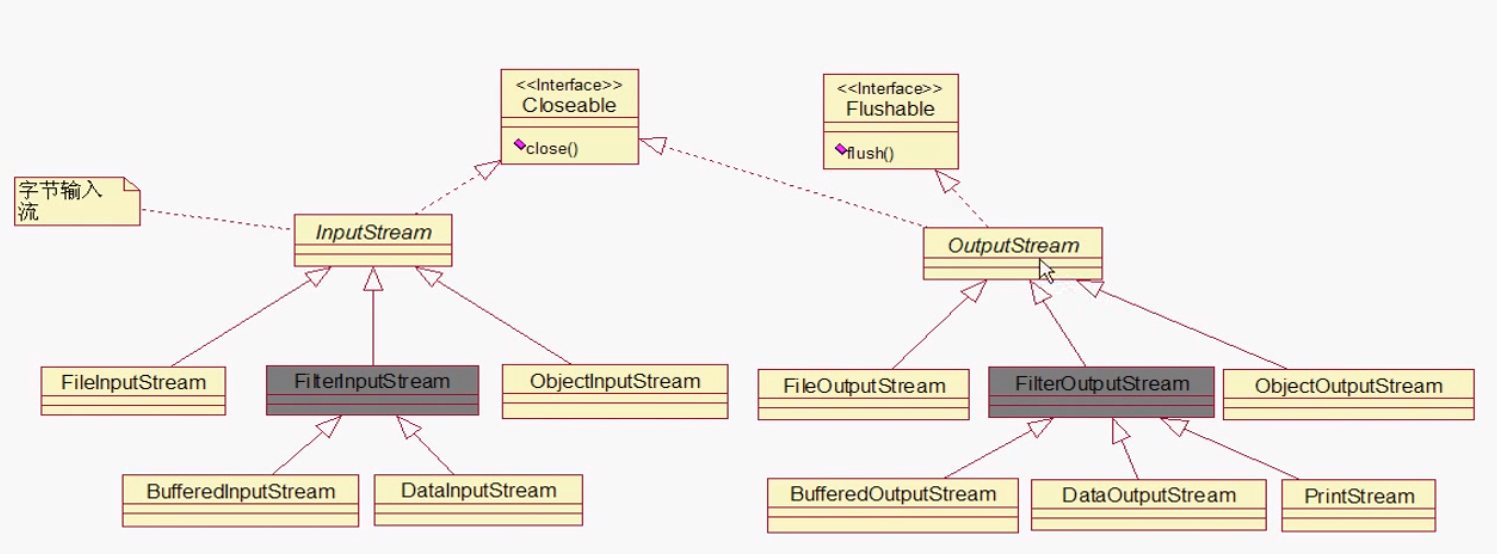 <<Interface>>
Closeable
close()
<<Interface>>
Flushable
flush()
字节输入
流
InputStream
OutputStream
FileInputStream
FilterInputStream
ObjectInputStream
FileOutputStream
FilterOutputStream
ObjectOutputStream
BufferedInputStream
DataInputStream
BufferedOutputStream
DataOutputStream
PrintStream